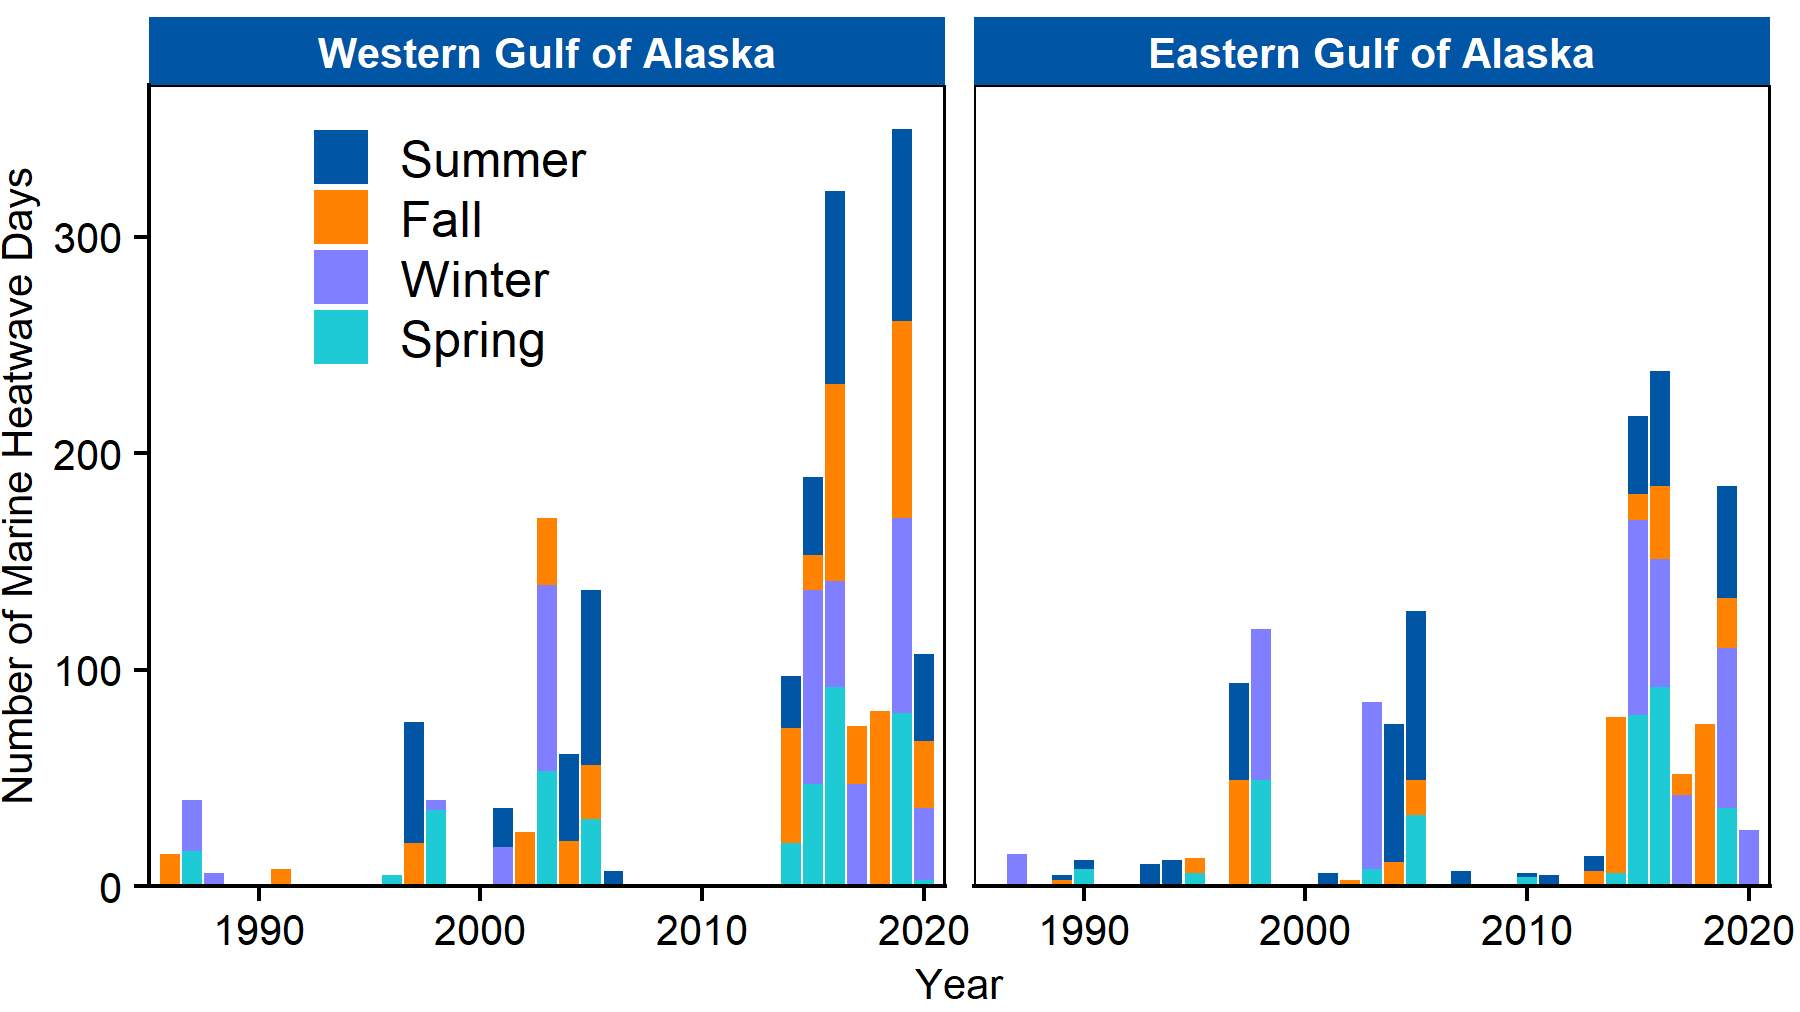 Western Gulf of Alaska
Eastern Gulf of Alaska
Summer
Fall
Winter
Spring
Number of Marine Heatwave Days
300
200
100
0
1990
2000
2010
2020
1990
2000
2010
2020
Year